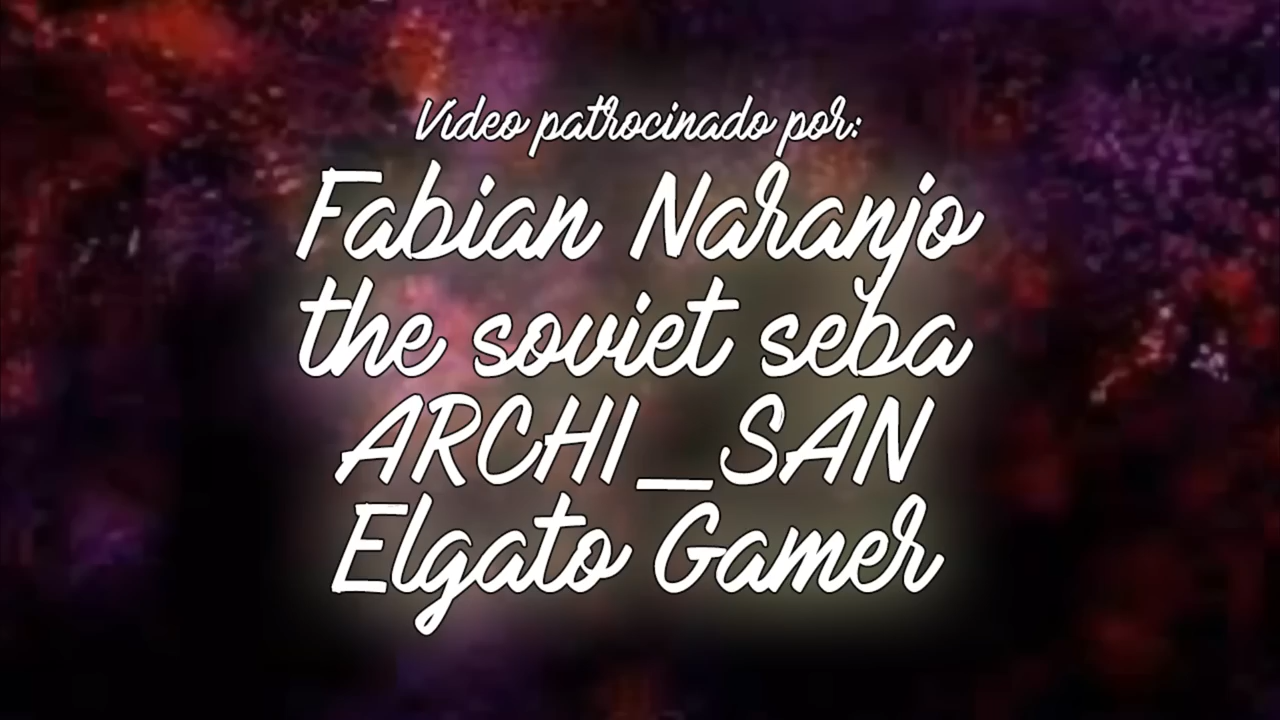 Video patrocinado por:
Fabian Naranjo
the soviet seba
ARCHI_SAN
Elgato Gamer